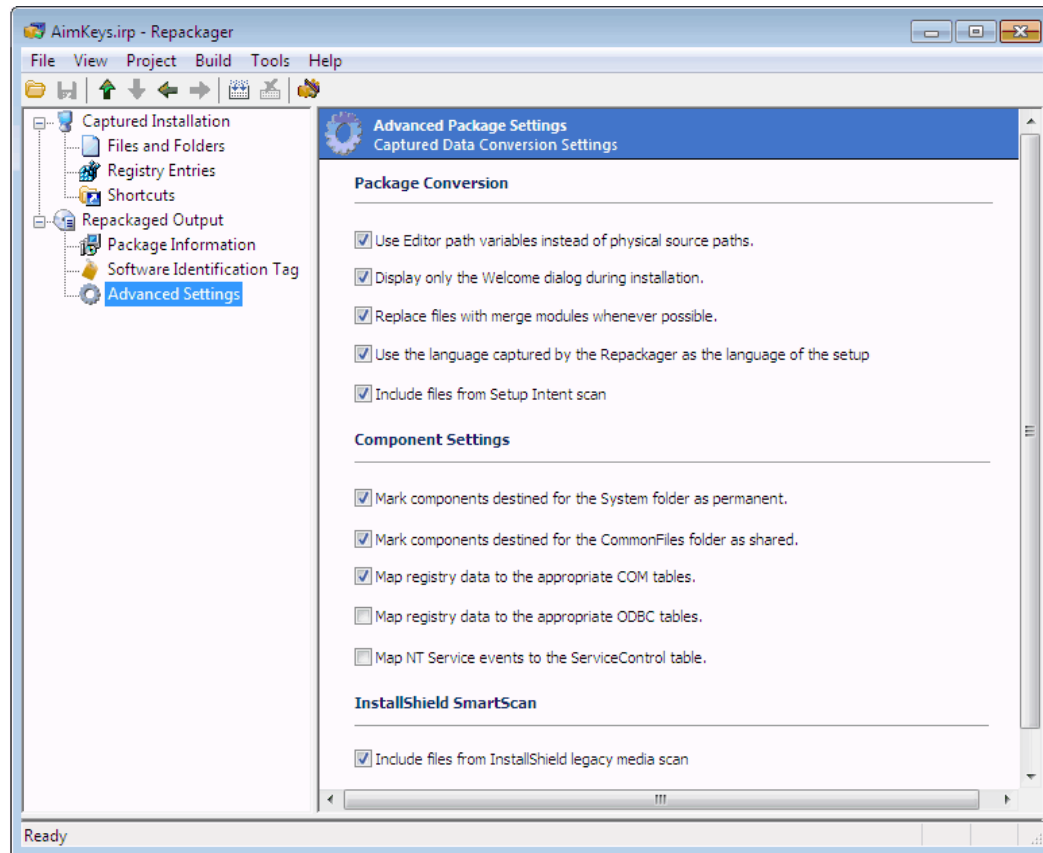 AimKeys.irp - Repackager
File View Project Build Tools Help
Captured Installation
Files and Folders
Registry Entries
Shortcuts
Repackaged Output
Package Information
Software Identification Tag
Advanced Settings
Advanced Package Settings
Captured Data Conversion Settings
Package Conversion
Use Editor path variables instead of physical source paths.
Display only the Welcome dialog during installation.
Replace files with merge modules whenever possible.
Use the language captured by the Repackager as the language of the setup
Include files from Setup Intent scan
Component Settings
Mark components destined for the System folder as permanent.
Mark components destined for the CommonFiles folder as shared.
Map registry data to the appropriate COM tables.
Map registry data to the appropriate ODBC tables.
Map NT Service events to the ServiceControl table.
InstallShield SmartScan
Include files from InstallShield legacy media scan
Ready